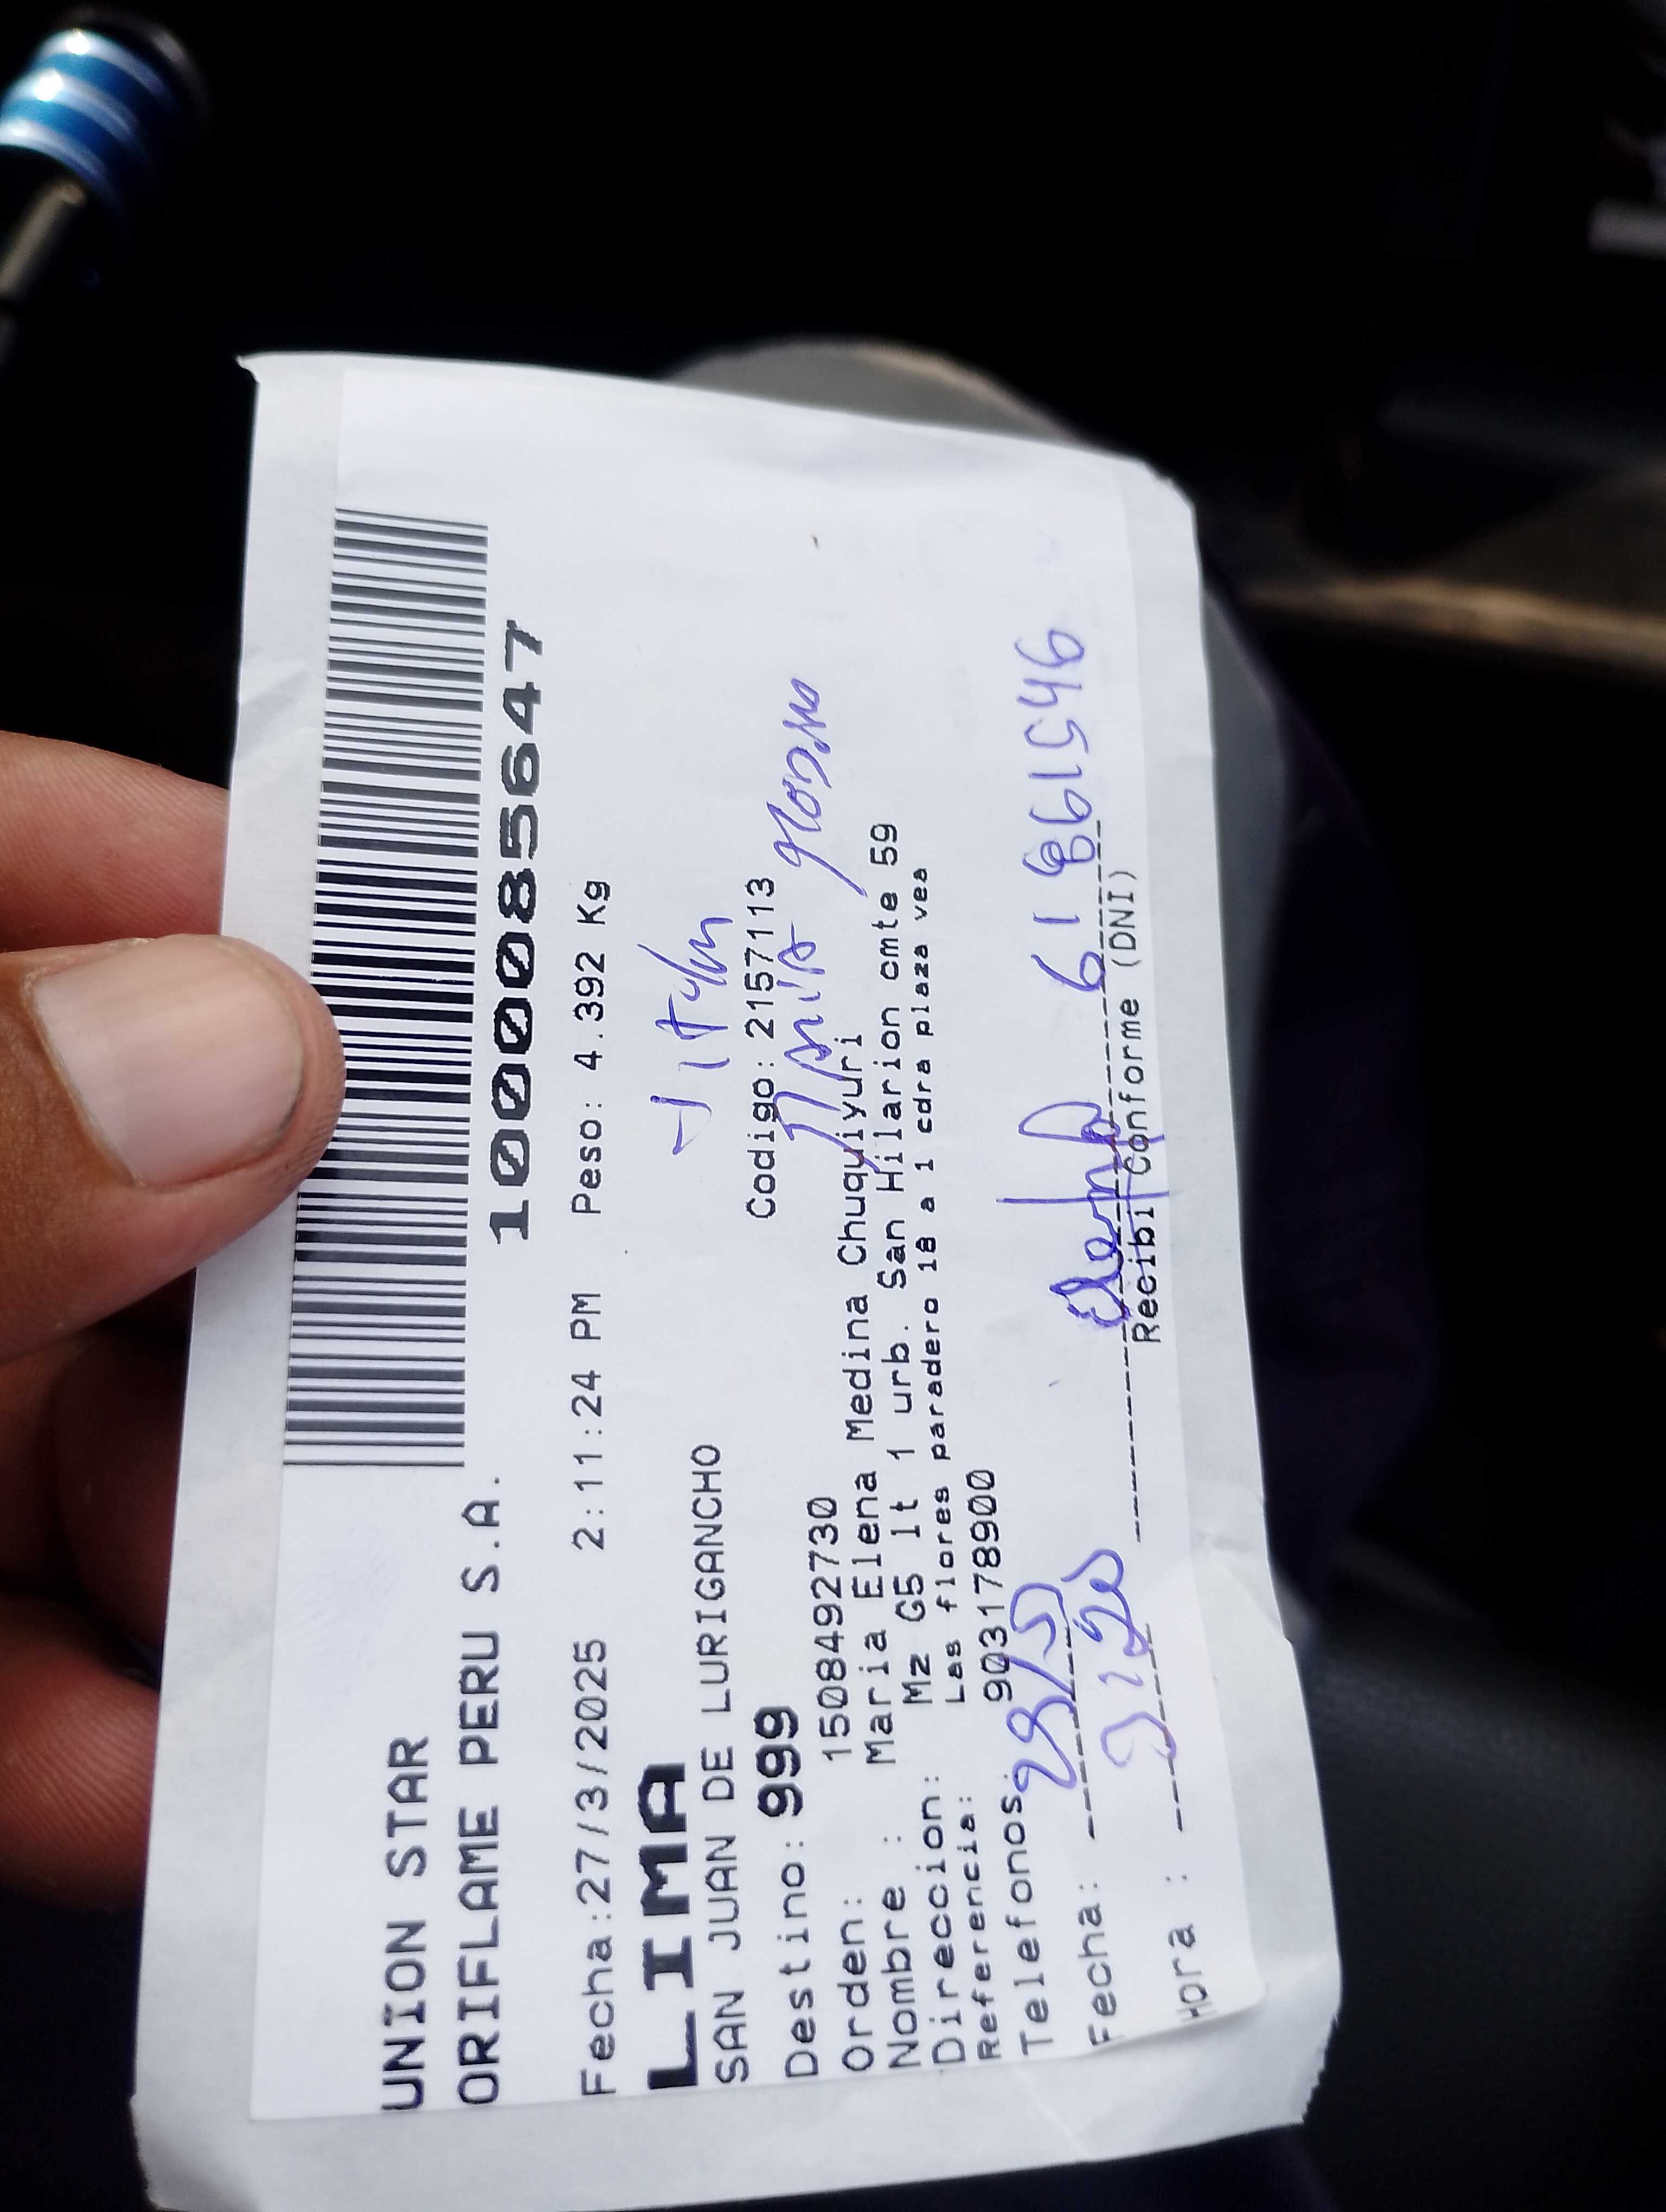 UNION STAR
ORIFLAME PERU S.A.
100085647
Fecha:27/3/2025 2:11:24 PM Peso: 4.392 Kg
LIMA
SAN JUAN DE LURIGANCHO
Destino: 999 Codigo: 2157113
Orden: 1508492730
Nombre : Maria Elena Medina Chuquiyuri
Direccion: Mz G5 lt 1 urb. San Hilarion cmte 59
Referencia: Las flores paradero 18 a 1 cdra plaza vea
Telefonos: 903178900
Fecha:
Hora :
Recibi Conforme (DNI)